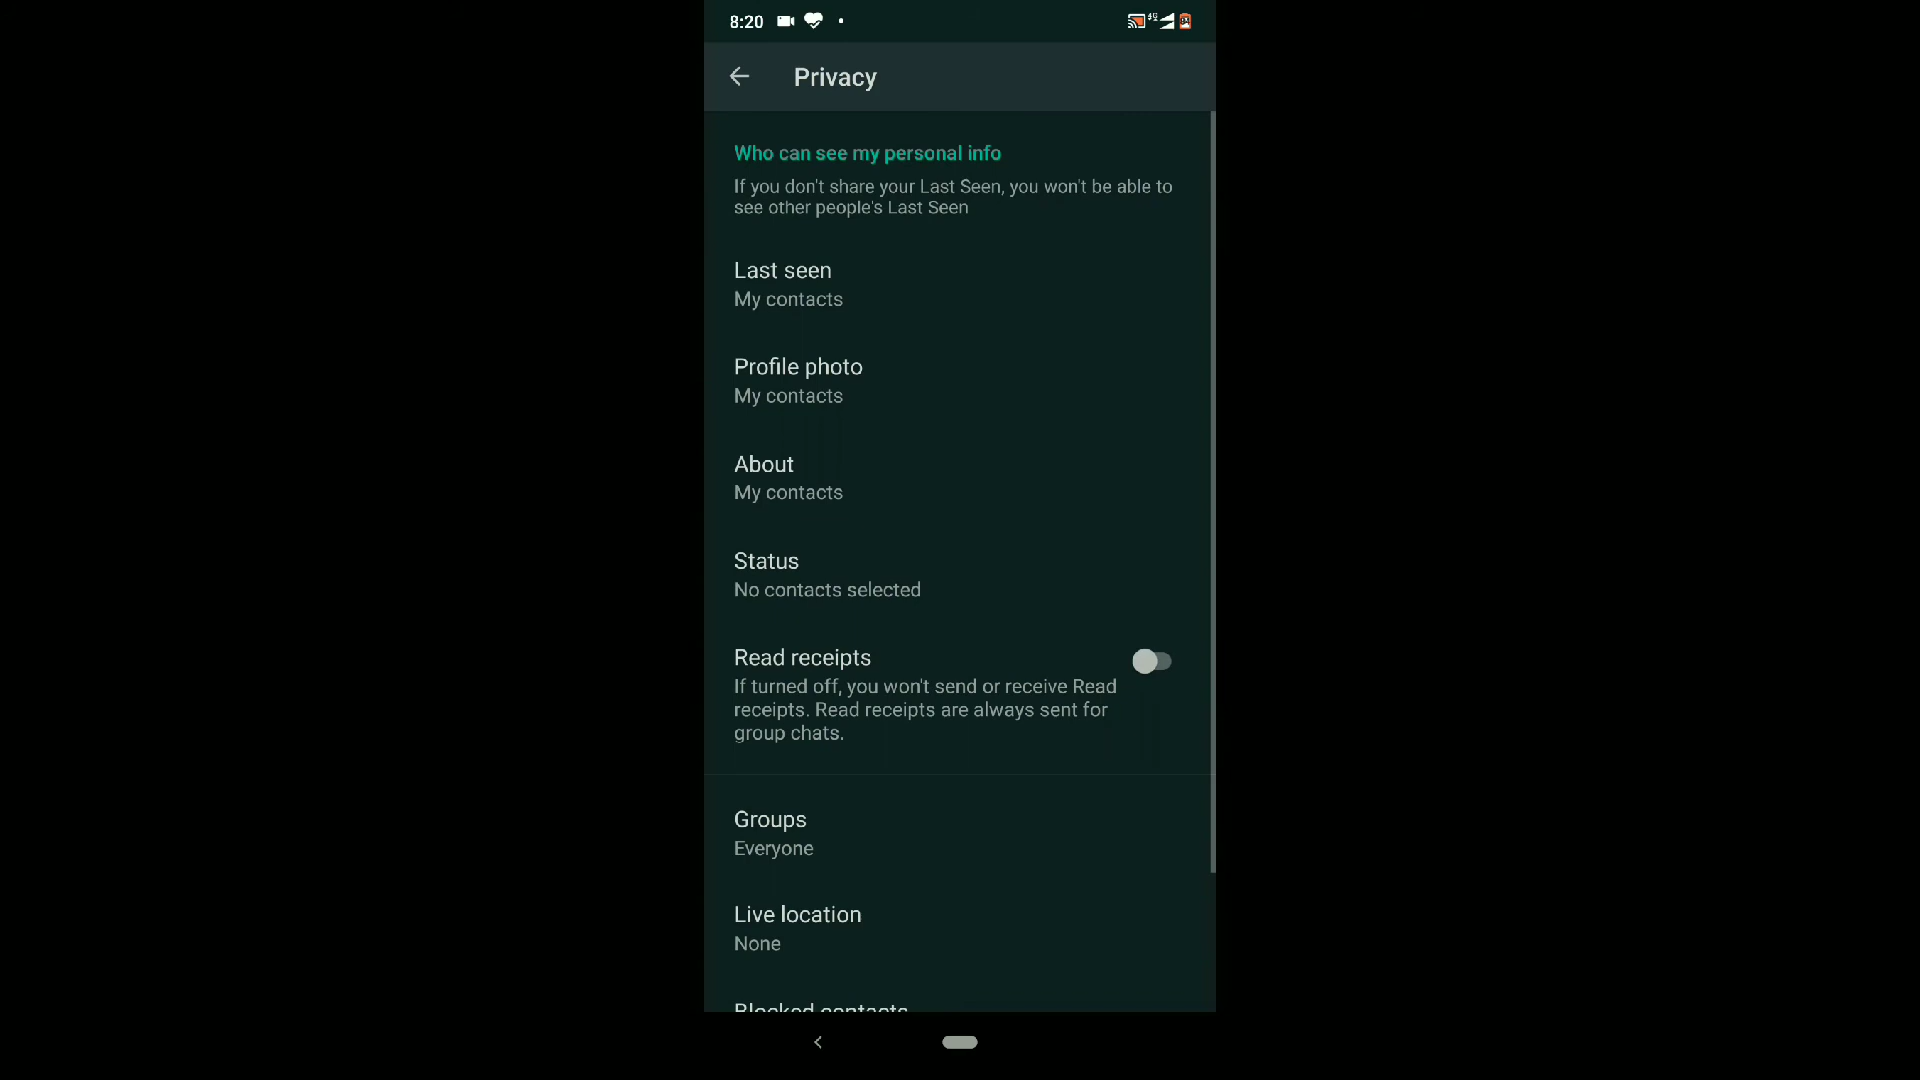 8:20
4G
Privacy
Who can see my personal info
If you don't share your Last Seen, you won't be able to
see other people's Last Seen
Last seen
My contacts
Profile photo
My contacts
About
My contacts
Status
No contacts selected
Read receipts
If turned off, you won't send or receive Read
receipts. Read receipts are always sent for
group chats.
Groups
Everyone
Live location
None
Blocked contacts